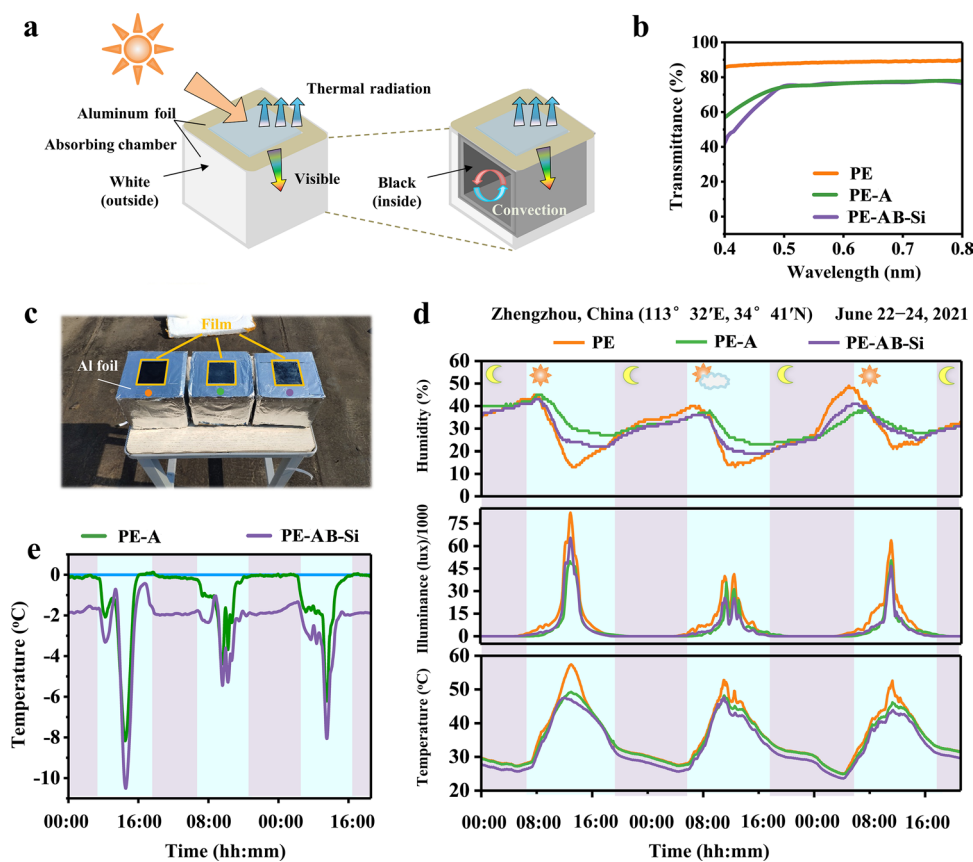 a
Thermal radiation
Aluminum foil
Absorbing chamber
White
(outside)
Visible
Black
(inside)
Convection
b
Transmittance (%)
100
80
60
40
20
0
PE
PE-A
PE-AB-Si
0.4 0.5 0.6 0.7 0.8
Wavelength (nm)
c
Film
Al foil
d
Zhengzhou, China (113° 32′E, 34° 41′N) June 22–24, 2021
PE PE-A PE-AB-Si
Humidity (%)
60
50
40
30
20
10
0
Illuminance (lux)/1000
75
60
45
30
15
0
Temperature (°C)
60
50
40
30
20
00:00 08:00 16:00 00:00 08:00 16:00 00:00 08:00 16:00
Time (hh:mm)
e
PE-A PE-AB-Si
Temperature (°C)
0
-2
-4
-6
-8
-10
00:00 16:00 08:00 00:00 16:00
Time (hh:mm)